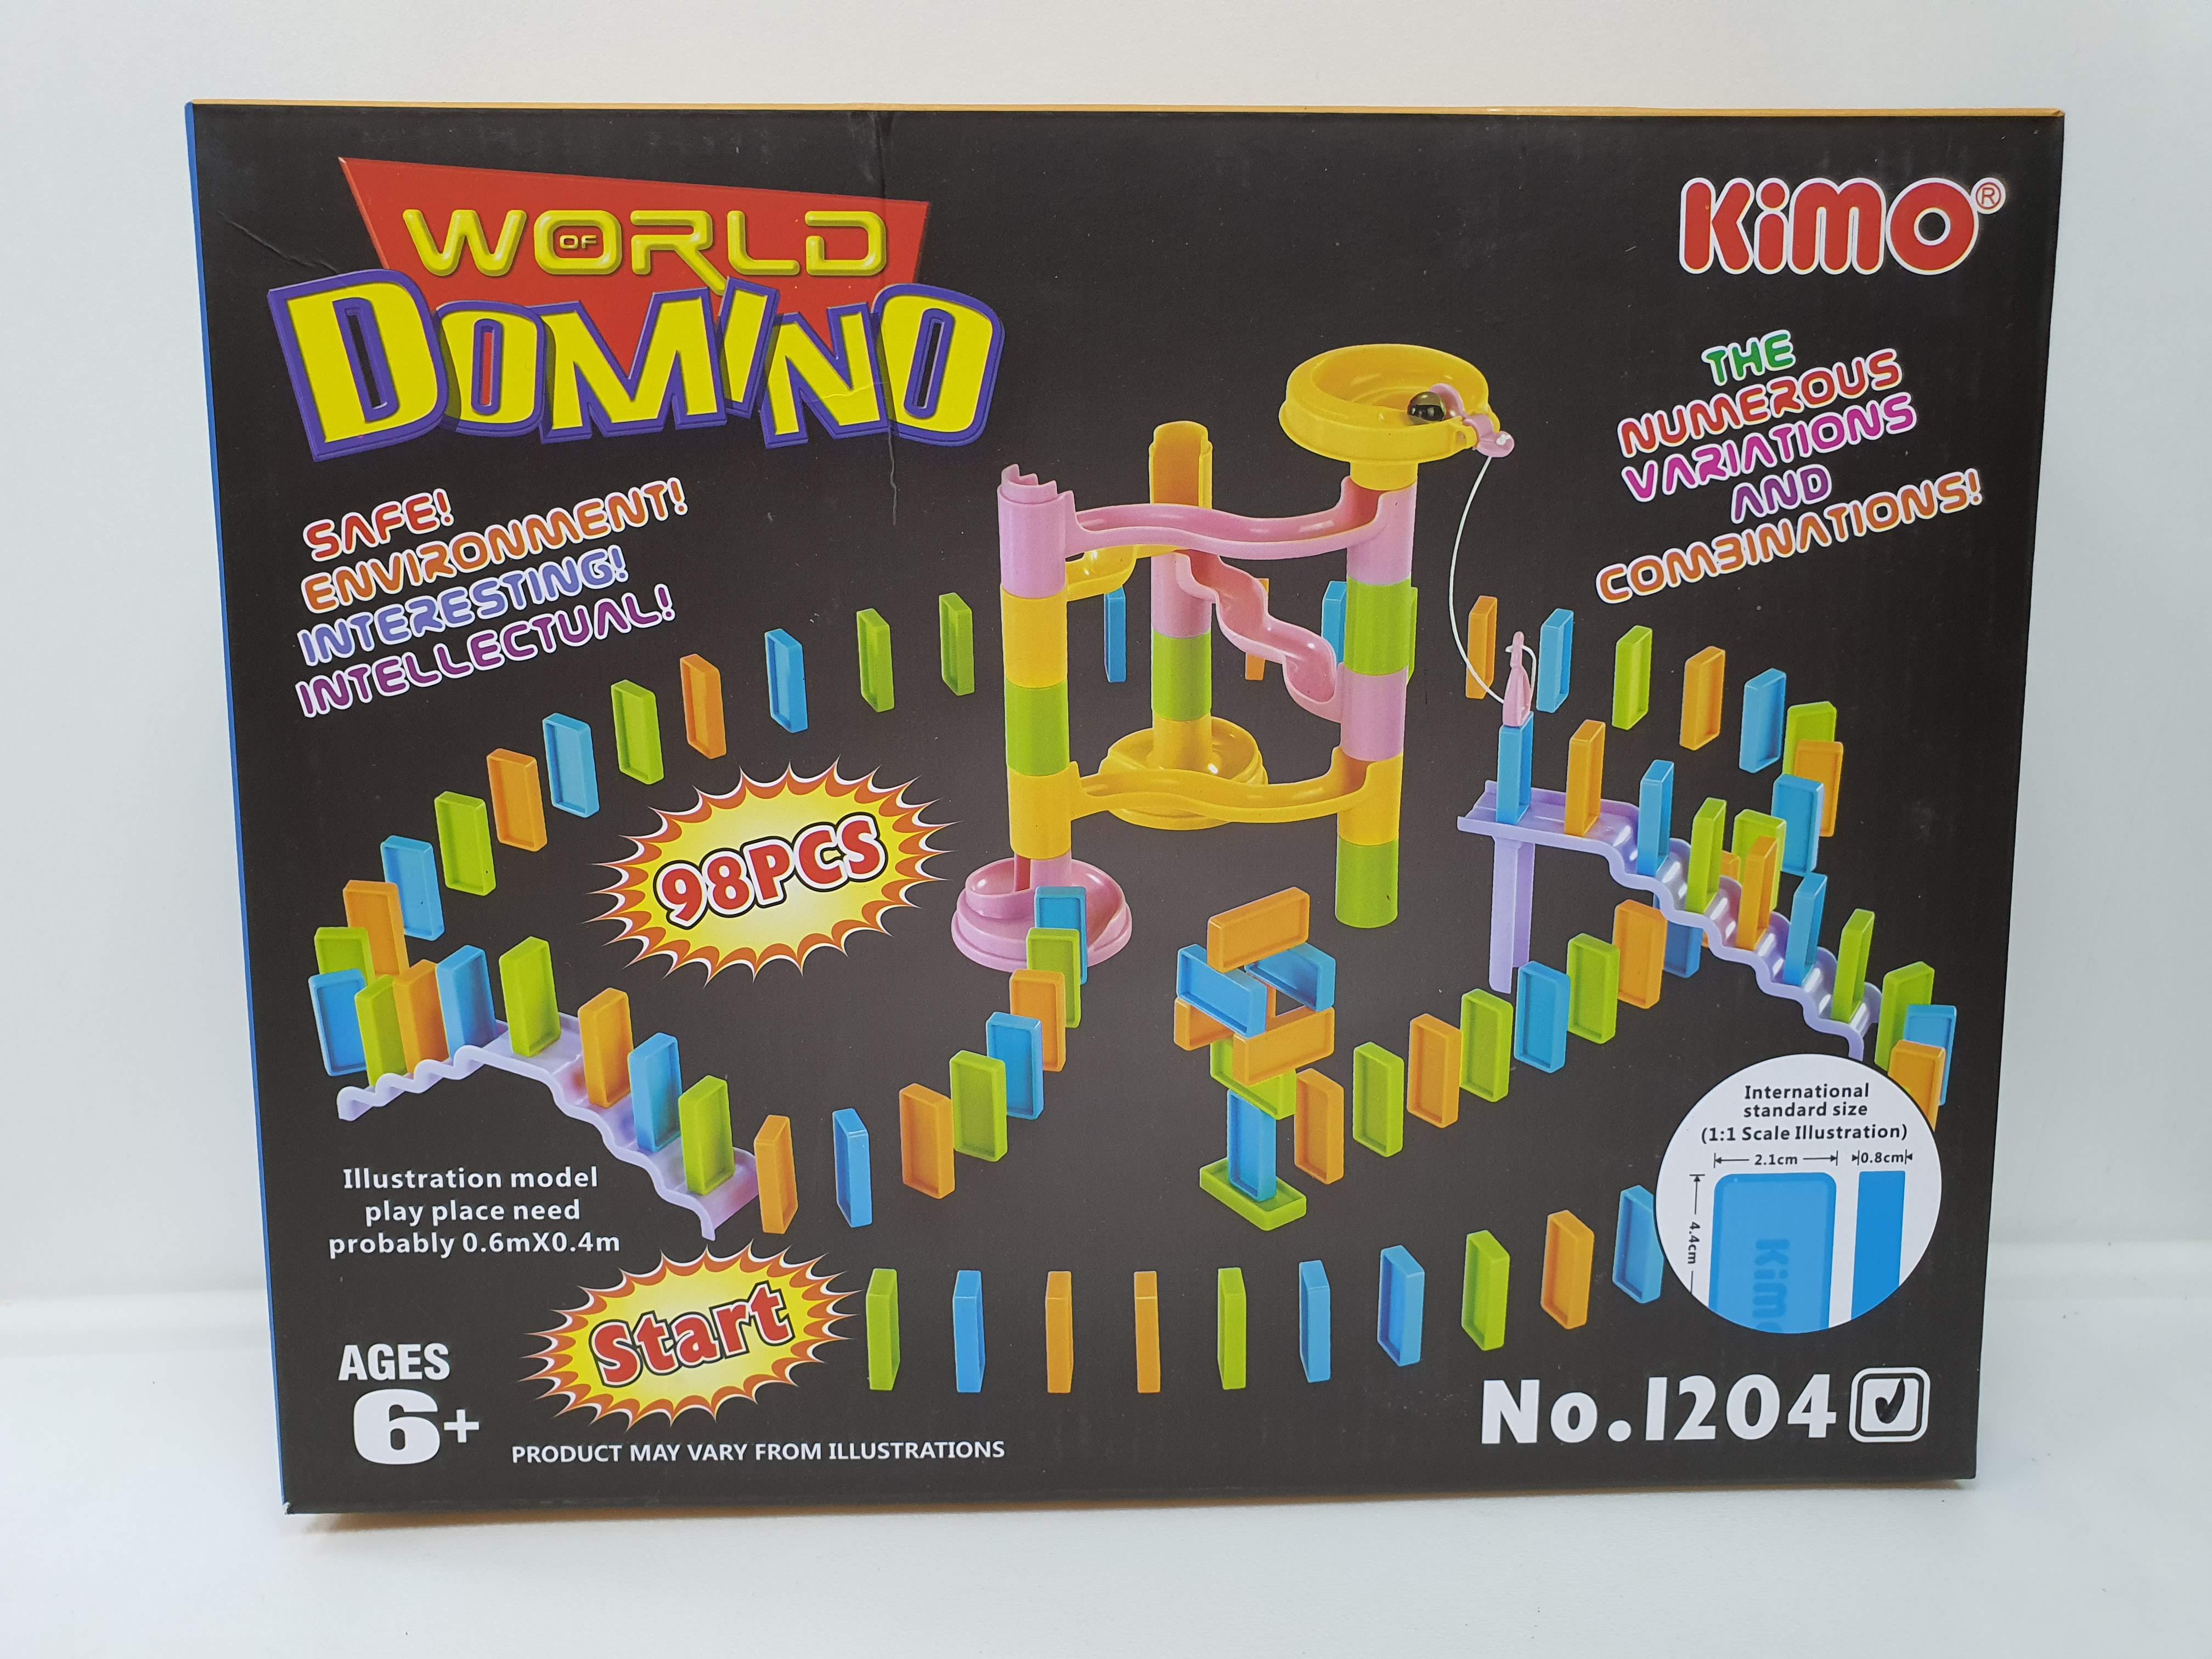 WORLD
OF
DOMINO
KiMO®
THE
NUMEROUS
VARIATIONS
AND
COMBINATIONS!
SAFE!
ENVIRONMENT!
INTERESTING!
INTELLECTUAL!
98PCS
Illustration model
play place need
probably 0.6mX0.4m
International
standard size
(1:1 Scale Illustration)
2.1cm
0.8cm
4.4cm
Start
AGES
6+
PRODUCT MAY VARY FROM ILLUSTRATIONS
No.1204